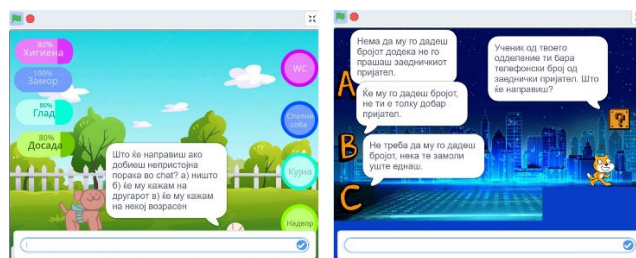 80%
Хигиена
100%
Замор
80%
Глад
80%
Досада
WC
Спална
соба
Кујна
Надвор
Што ќе направиш ако
добиеш непристојна
порака во chat? а) ништо
б) ќе му кажам на
другарот в) ќе му кажам
на некој возрасен
Нема да му го дадеш
бројот додека не го
прашаш заедничкиот
пријател.
Ученик од твоето
одделение ти бара
телефонски број од
заеднички пријател. Што
ќе направиш?
A
Ќе му го дадеш бројот,
не ти е толку добар
пријател.
B
Не треба да му го дадеш
бројот, нека те замоли
уште еднаш.
C
?